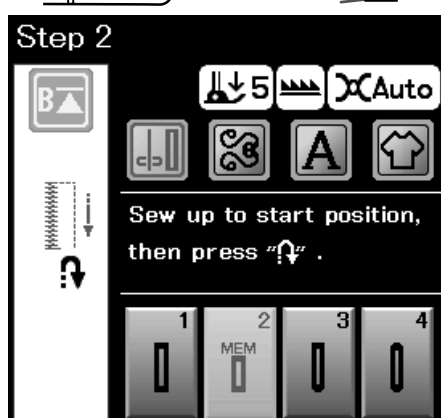 Step 2
B
5
Auto
A
Sew up to start position,
then press "↶" .
1 2 3 4
MEM